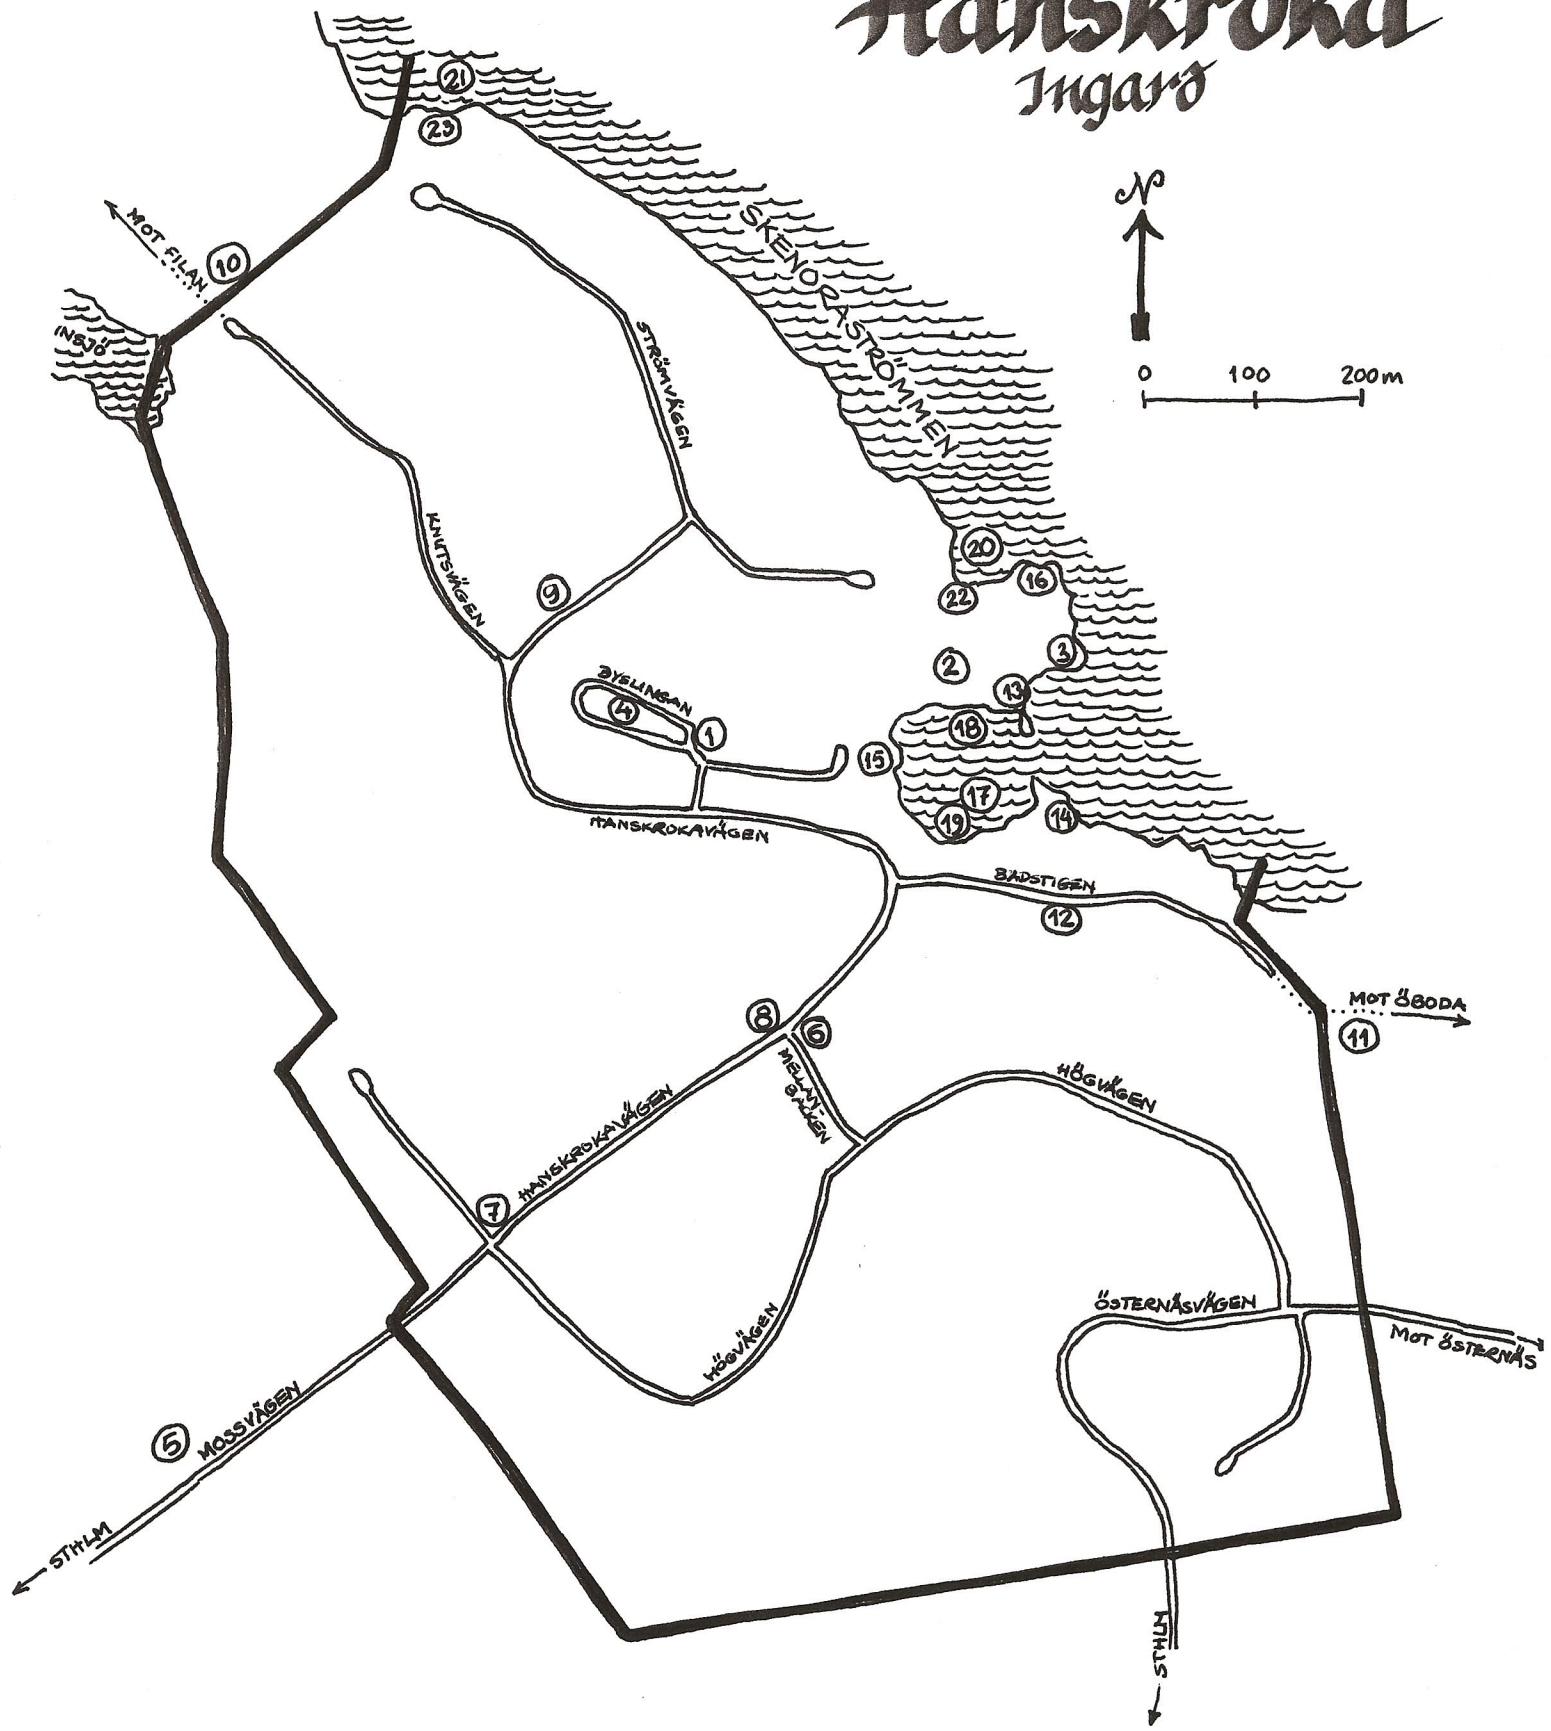 Hanskroka
Ingarö
21
23
N
MOT FILAN
10
SKENORASTRÖMMEN
INSJÖ
STRÖMVÄGEN
0 100 200m
KNUTSVÄGEN
20
9
22
16
2
3
BYSLINGAN
4
13
1
18
15
17
HANSKROKAVÄGEN
19
14
BADSTIGEN
12
MOT ÖBODA
11
8
6
MELLAN-
BACKEN
HÖGVÄGEN
HANSKROKAVÄGEN
7
ÖSTERNÄSVÄGEN
MOT ÖSTERNÄS
HÖGVÄGEN
5
MOSSVÄGEN
STHLM
STHLM